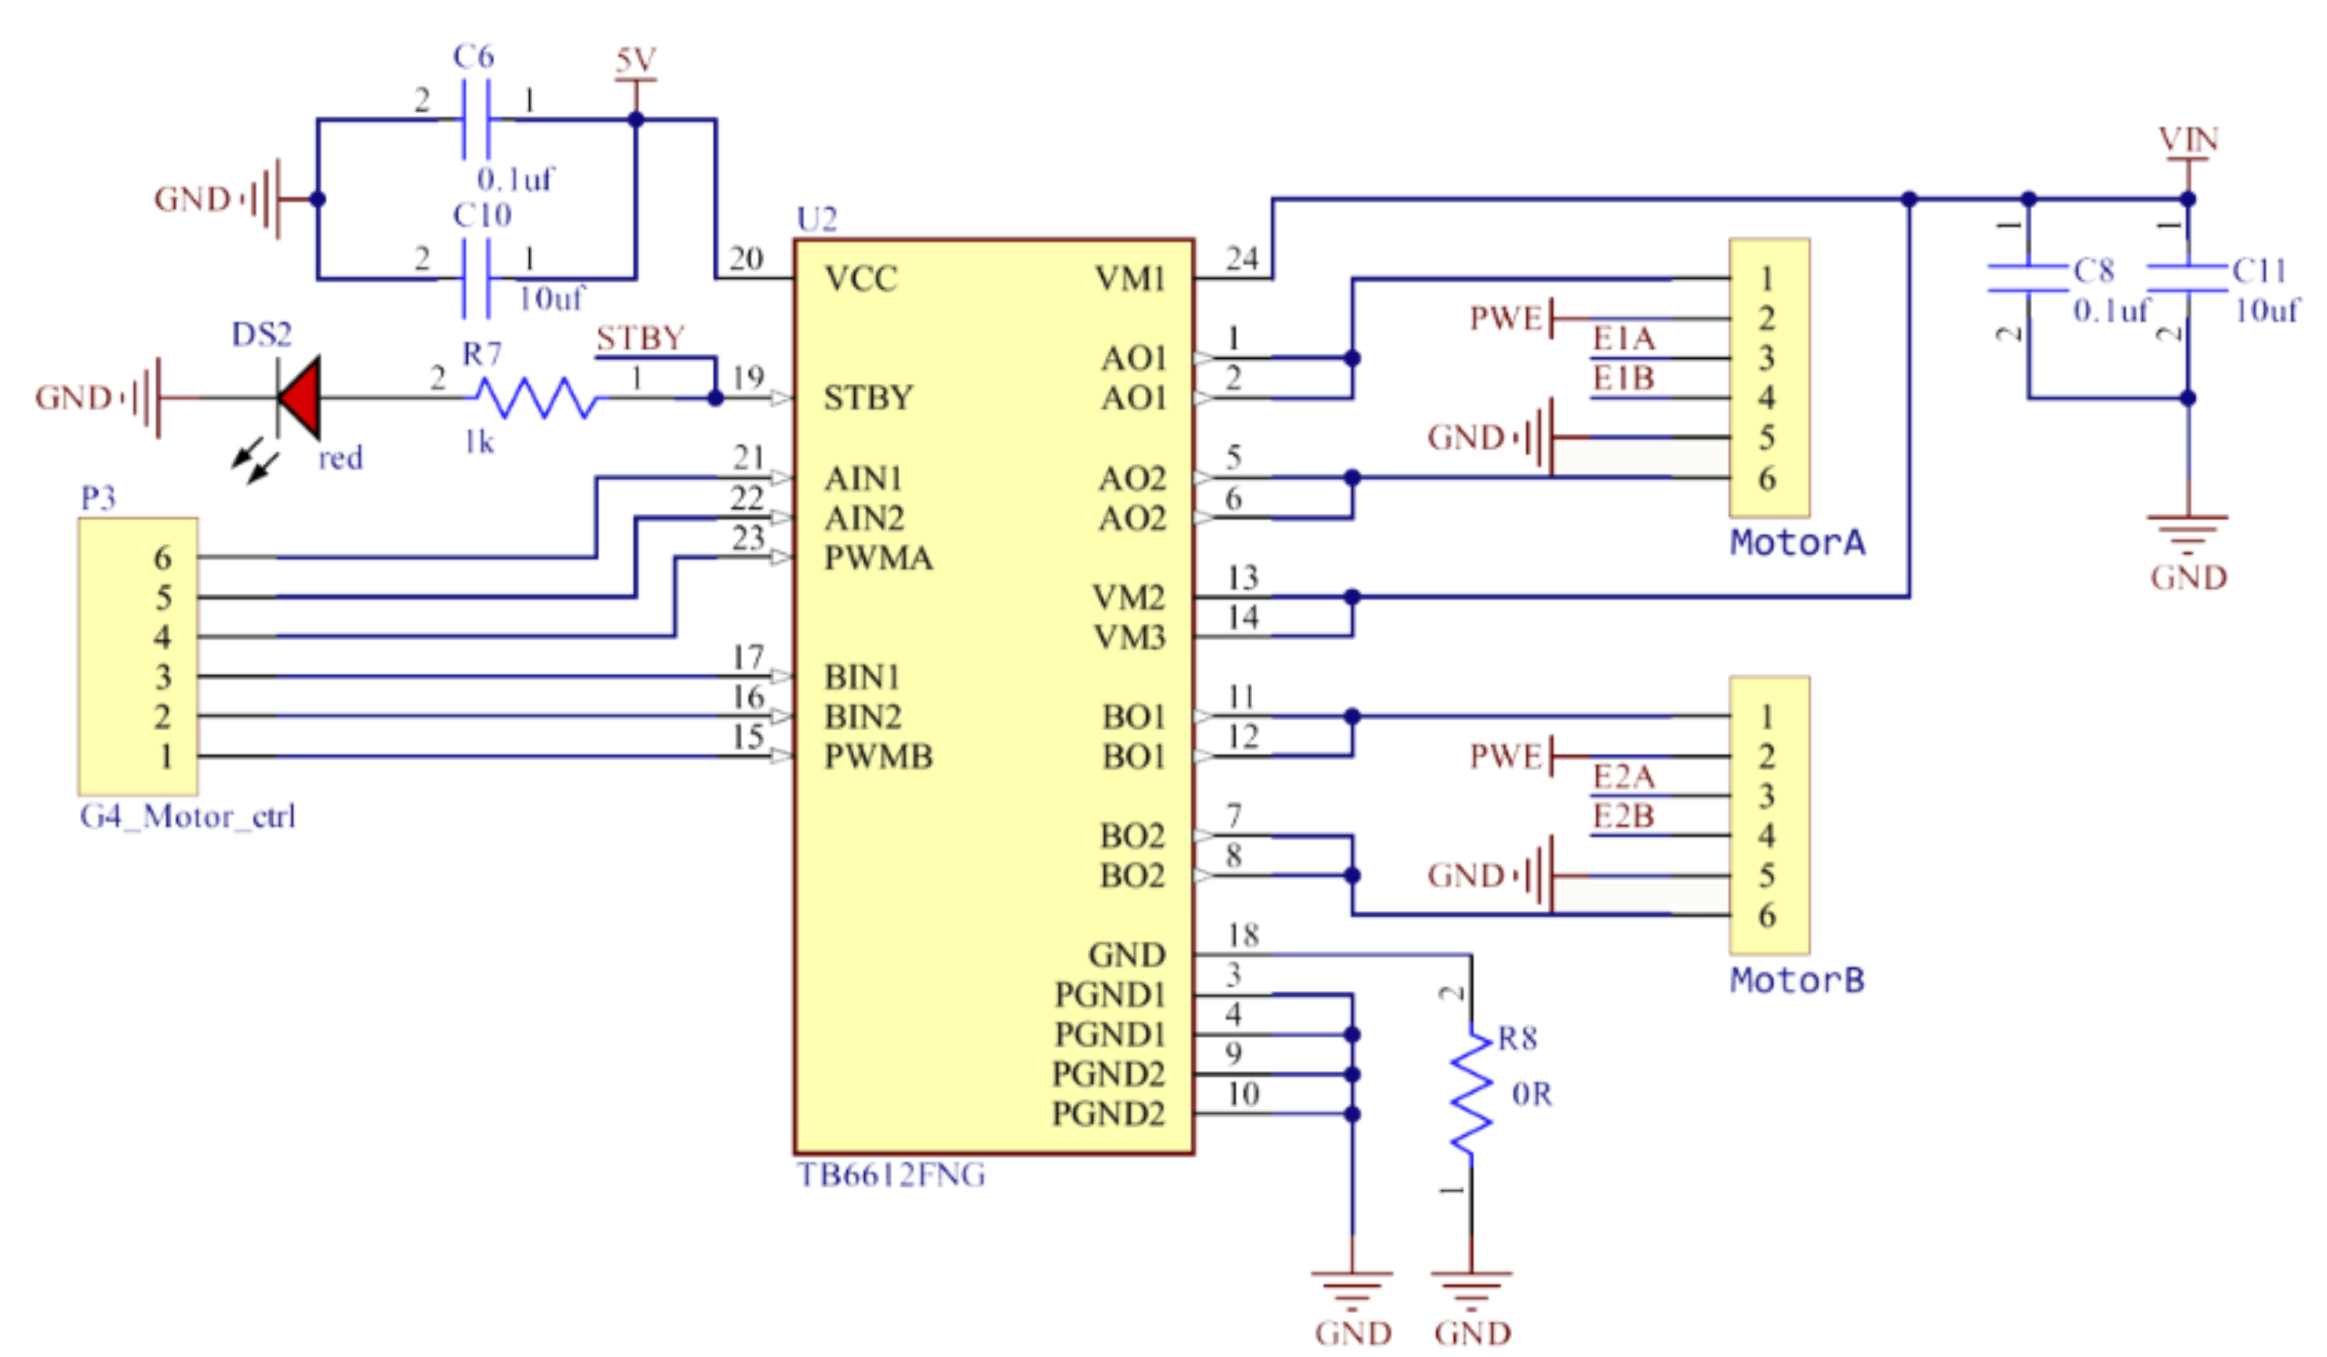 C6
5V
2
1
0.1uf
GND
C10
2
1
10uf
DS2
R7
STBY
GND
2
1
red
1k
P3
6
5
4
3
2
1
G4_Motor_ctrl
U2
20
VCC
19
STBY
21
AIN1
22
AIN2
23
PWMA
17
BIN1
16
BIN2
15
PWMB
VM1
24
AO1
1
AO1
2
AO2
5
AO2
6
VM2
13
VM3
14
BO1
11
BO1
12
BO2
7
BO2
8
GND
18
PGND1
3
PGND1
4
PGND2
9
PGND2
10
TB6612FNG
1
PWE
2
E1A
3
E1B
4
GND
5
6
MotorA
1
PWE
2
E2A
3
E2B
4
GND
5
6
MotorB
VIN
1
1
C8
C11
0.1uf
10uf
2
2
GND
2
R8
0R
1
GND
GND